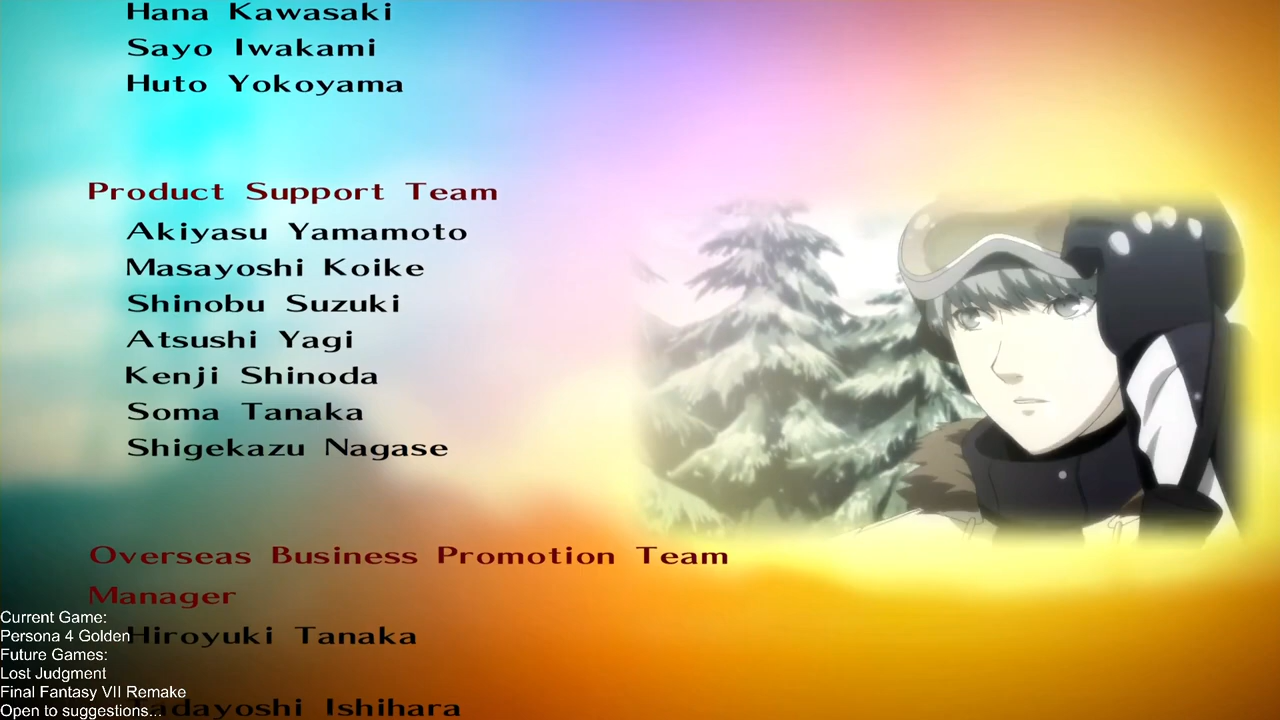 Hana Kawasaki
Sayo Iwakami
Huto Yokoyama
Product Support Team
Akiyasu Yamamoto
Masayoshi Koike
Shinobu Suzuki
Atsushi Yagi
Kenji Shinoda
Soma Tanaka
Shigekazu Nagase
Overseas Business Promotion Team
Manager
Hiroyuki Tanaka
Ishihara
Current Game:
Persona 4 Golden
Future Games:
Lost Judgment
Final Fantasy VII Remake
Open to suggestions...